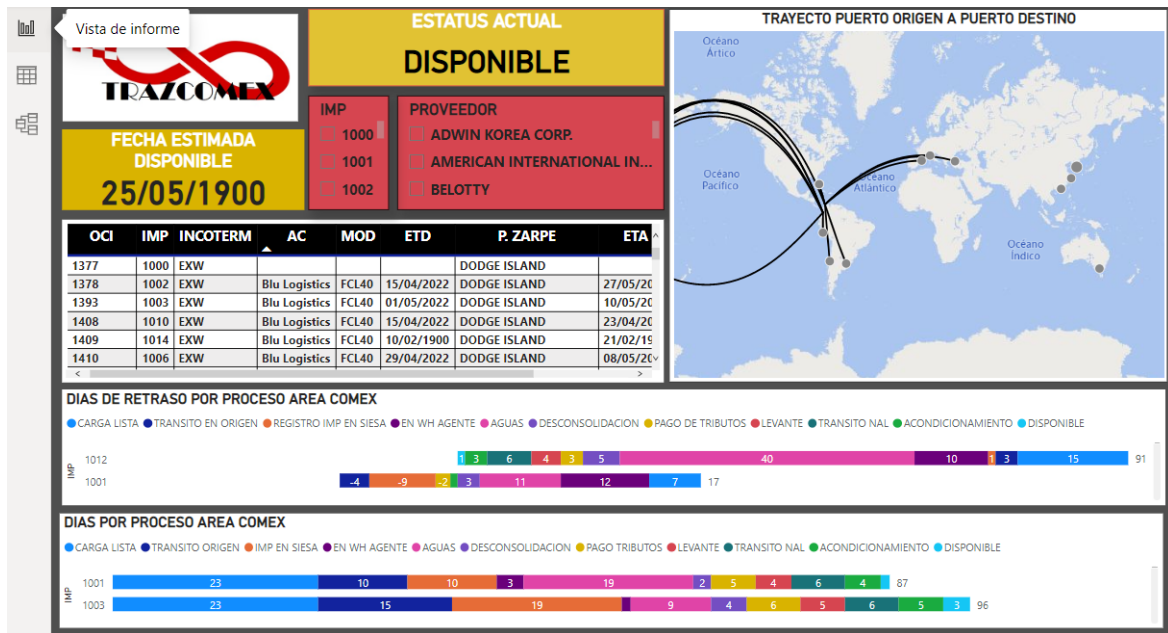 Vista de informe
TRAZCOMEX
ESTATUS ACTUAL
DISPONIBLE
FECHA ESTIMADA
DISPONIBLE
25/05/1900
IMP
1000
1001
1002
PROVEEDOR
ADWIN KOREA CORP.
AMERICAN INTERNATIONAL IN...
BELOTTY
TRAYECTO PUERTO ORIGEN A PUERTO DESTINO
Océano
Ártico
Océano
Pacífico
Océano
Atlántico
Océano
Índico
OCI IMP INCOTERM AC MOD ETD P. ZARPE ETA
1377 1000 EXW DODGE ISLAND
1378 1002 EXW Blu Logistics FCL40 15/04/2022 DODGE ISLAND 27/05/20
1393 1003 EXW Blu Logistics FCL40 01/05/2022 DODGE ISLAND 10/05/20
1408 1010 EXW Blu Logistics FCL40 15/04/2022 DODGE ISLAND 23/04/20
1409 1014 EXW Blu Logistics FCL40 10/02/1900 DODGE ISLAND 21/02/19
1410 1006 EXW Blu Logistics FCL40 29/04/2022 DODGE ISLAND 08/05/20
DIAS DE RETRASO POR PROCESO AREA COMEX
CARGA LISTA TRANSITO EN ORIGEN REGISTRO IMP EN SIESA EN WH AGENTE AGUAS DESCONSOLIDACION PAGO DE TRIBUTOS LEVANTE TRANSITO NAL ACONDICIONAMIENTO DISPONIBLE
IMP
1012 1 3 6 4 3 5 40 10 1 3 15 91
1001 -4 -9 -2 3 11 12 7 17
DIAS POR PROCESO AREA COMEX
CARGA LISTA TRANSITO ORIGEN IMP EN SIESA EN WH AGENTE AGUAS DESCONSOLIDACION PAGO TRIBUTOS LEVANTE TRANSITO NAL ACONDICIONAMIENTO DISPONIBLE
IMP
1001 23 10 10 3 19 2 5 4 6 4 87
1003 23 15 19 9 4 6 5 6 5 3 96